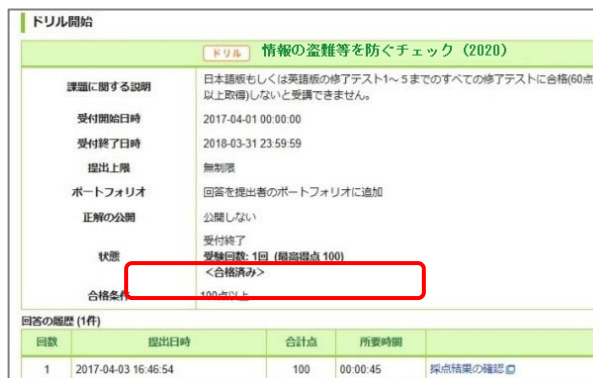 ドリル開始
ドリル 情報の盗難等を防ぐチェック（2020）
課題に関する説明 日本語版もしくは英語版の修了テスト1～5までのすべての修了テストに合格(60点
以上取得)しないと受講できません。
受付開始日時 2017-04-01 00:00:00
受付終了日時 2018-03-31 23:59:59
提出上限 無制限
ポートフォリオ 回答を提出者のポートフォリオに追加
正解の公開 公開しない
受付終了
状態 受験回数: 1回 (最高得点 100)
＜合格済み＞
合格条件 100点以上
回答の履歴 (1件)
回数 提出日時 合計点 所要時間
1 2017-04-03 16:46:54 100 00:00:45 採点結果の確認